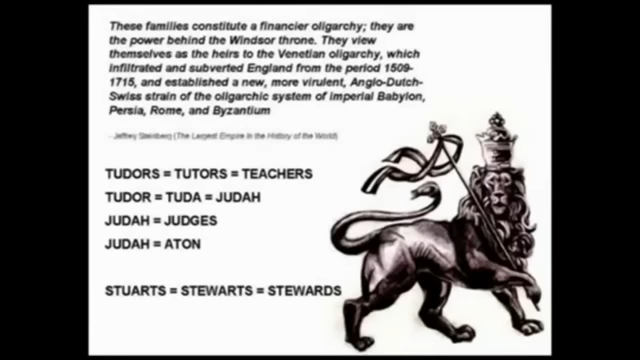 These families constitute a financier oligarchy; they are
the power behind the Windsor throne. They view
themselves as the heirs to the Venetian oligarchy, which
infiltrated and subverted England from the period 1509-
1715, and established a new, more virulent, Anglo-Dutch-
Swiss strain of the oligarchic system of imperial Babylon,
Persia, Rome, and Byzantium
- Jeffrey Steinberg (The Largest Empire in the History of the World)
TUDORS = TUTORS = TEACHERS
TUDOR = TUDA = JUDAH
JUDAH = JUDGES
JUDAH = ATON
STUARTS = STEWARTS = STEWARDS